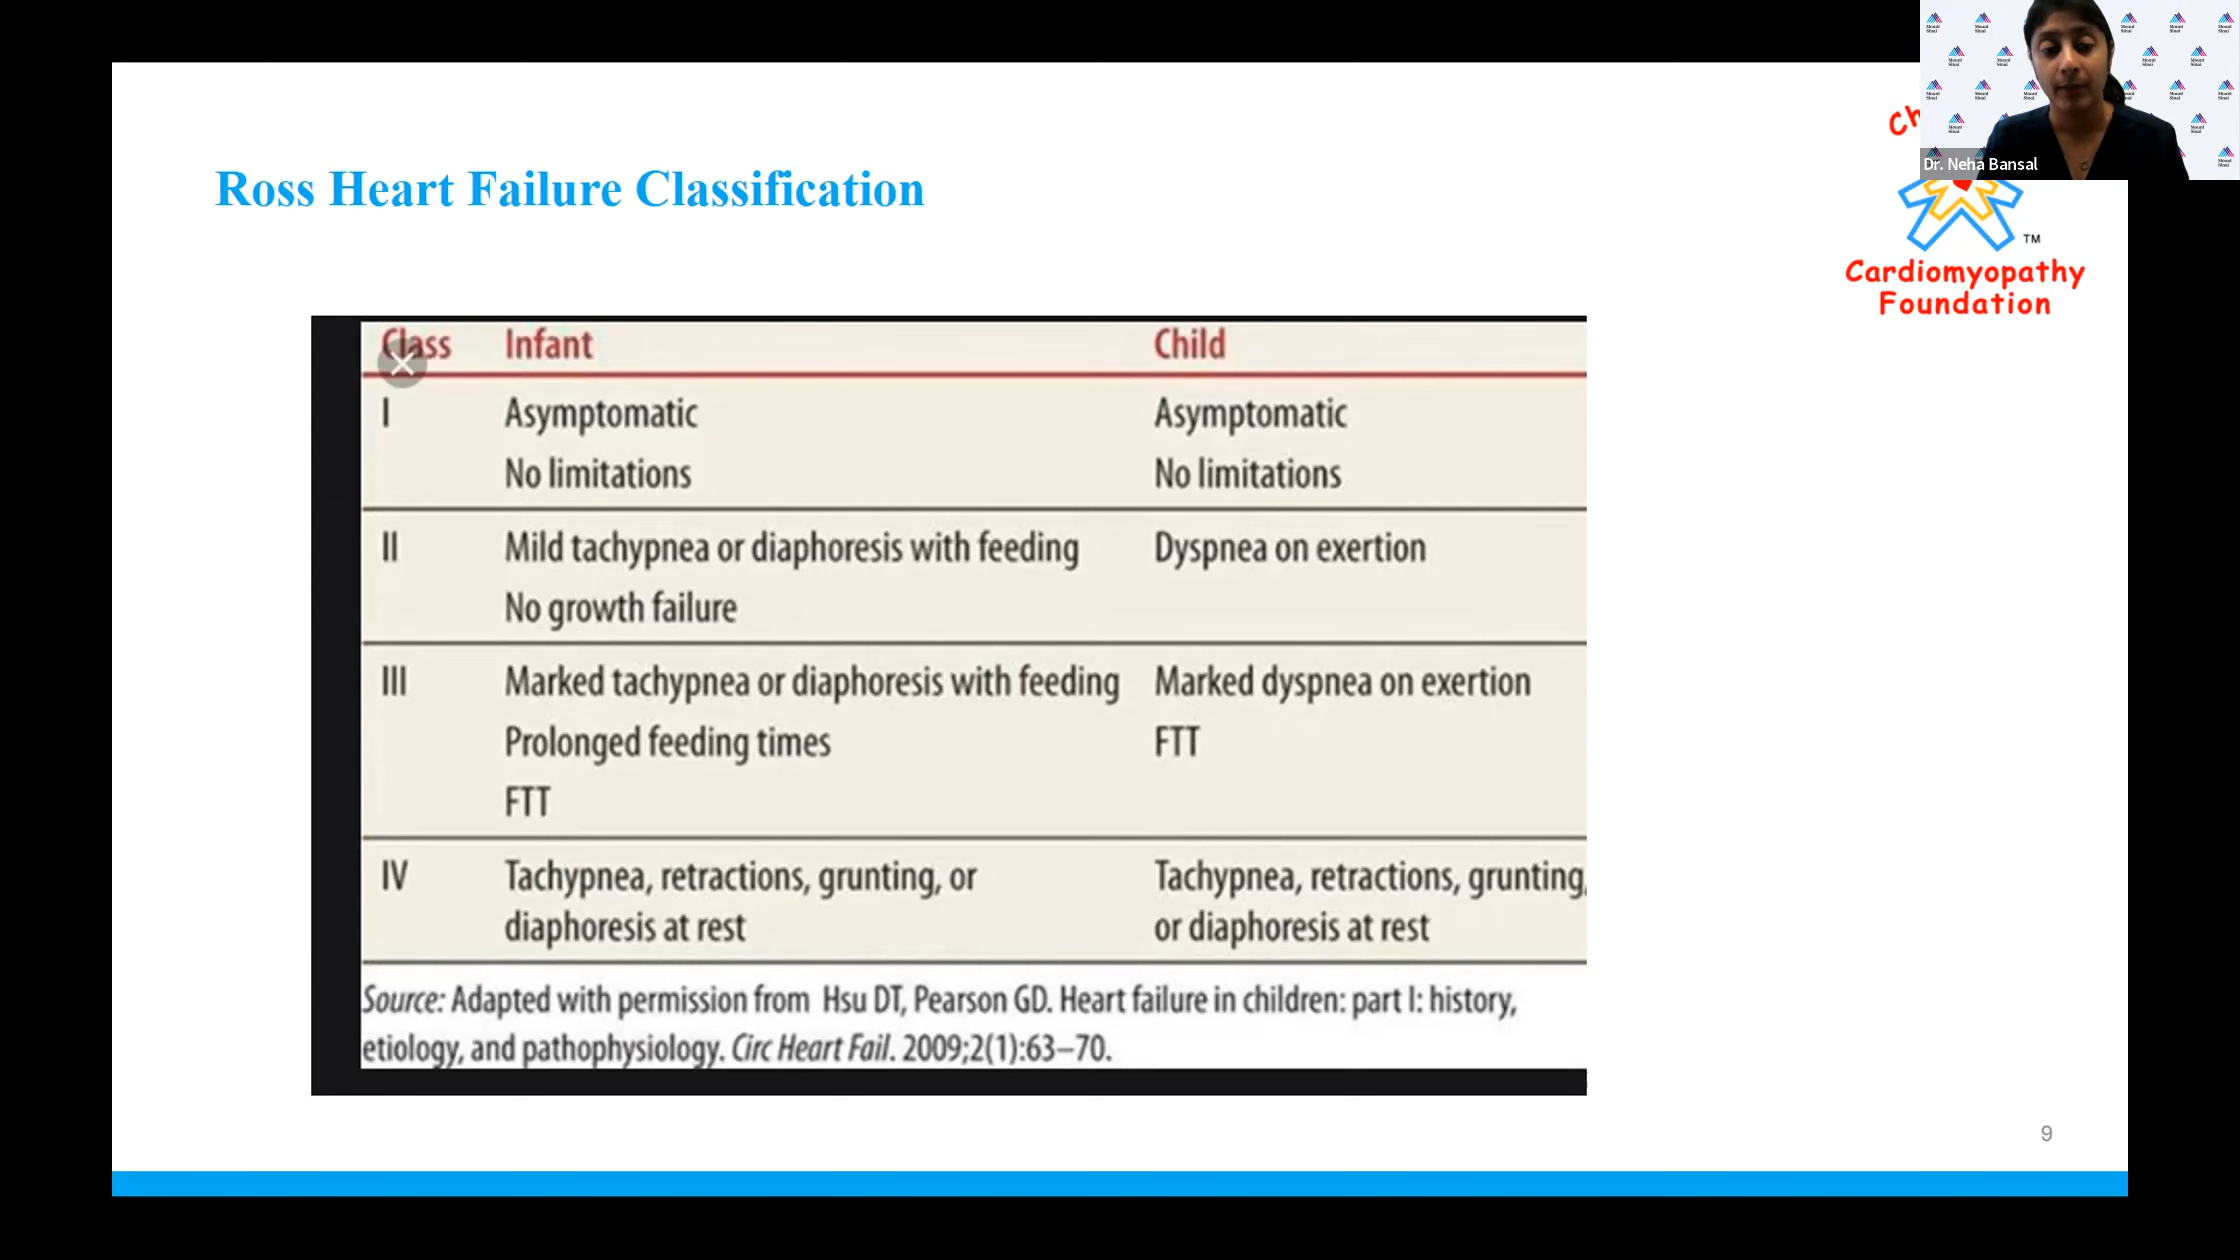 Ross Heart Failure Classification
Ch
TM
Cardiomyopathy
Foundation
Dr. Neha Bansal
Mount
Sinai
Class Infant Child
I Asymptomatic Asymptomatic
No limitations No limitations
II Mild tachypnea or diaphoresis with feeding Dyspnea on exertion
No growth failure
III Marked tachypnea or diaphoresis with feeding Marked dyspnea on exertion
Prolonged feeding times FTT
FTT
IV Tachypnea, retractions, grunting, or Tachypnea, retractions, grunting,
diaphoresis at rest or diaphoresis at rest
Source: Adapted with permission from Hsu DT, Pearson GD. Heart failure in children: part I: history,
etiology, and pathophysiology. Circ Heart Fail. 2009;2(1):63–70.
9